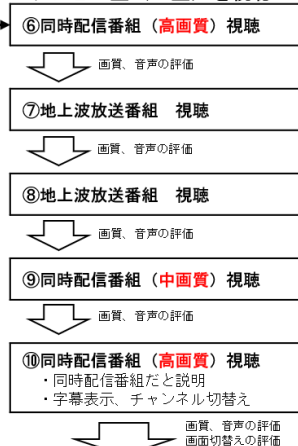 ⑥同時配信番組（高画質）視聴
画質、音声の評価
⑦地上波放送番組　視聴
画質、音声の評価
⑧地上波放送番組　視聴
画質、音声の評価
⑨同時配信番組（中画質）視聴
画質、音声の評価
⑩同時配信番組（高画質）視聴
・同時配信番組だと説明
・字幕表示、チャンネル切替え
画質、音声の評価
画面切替えの評価